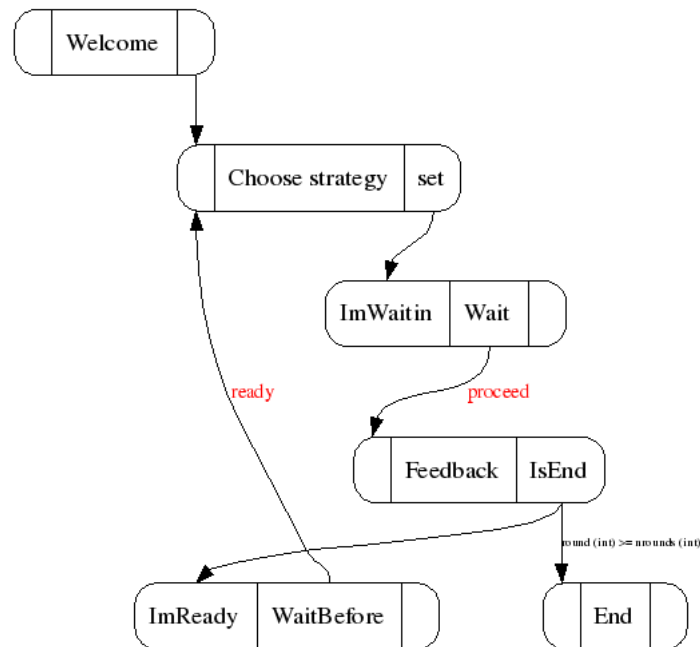 Welcome
Choose strategy set
ImWaitin Wait
ready
proceed
Feedback IsEnd
round (int) >= nrounds (int)
ImReady WaitBefore
End